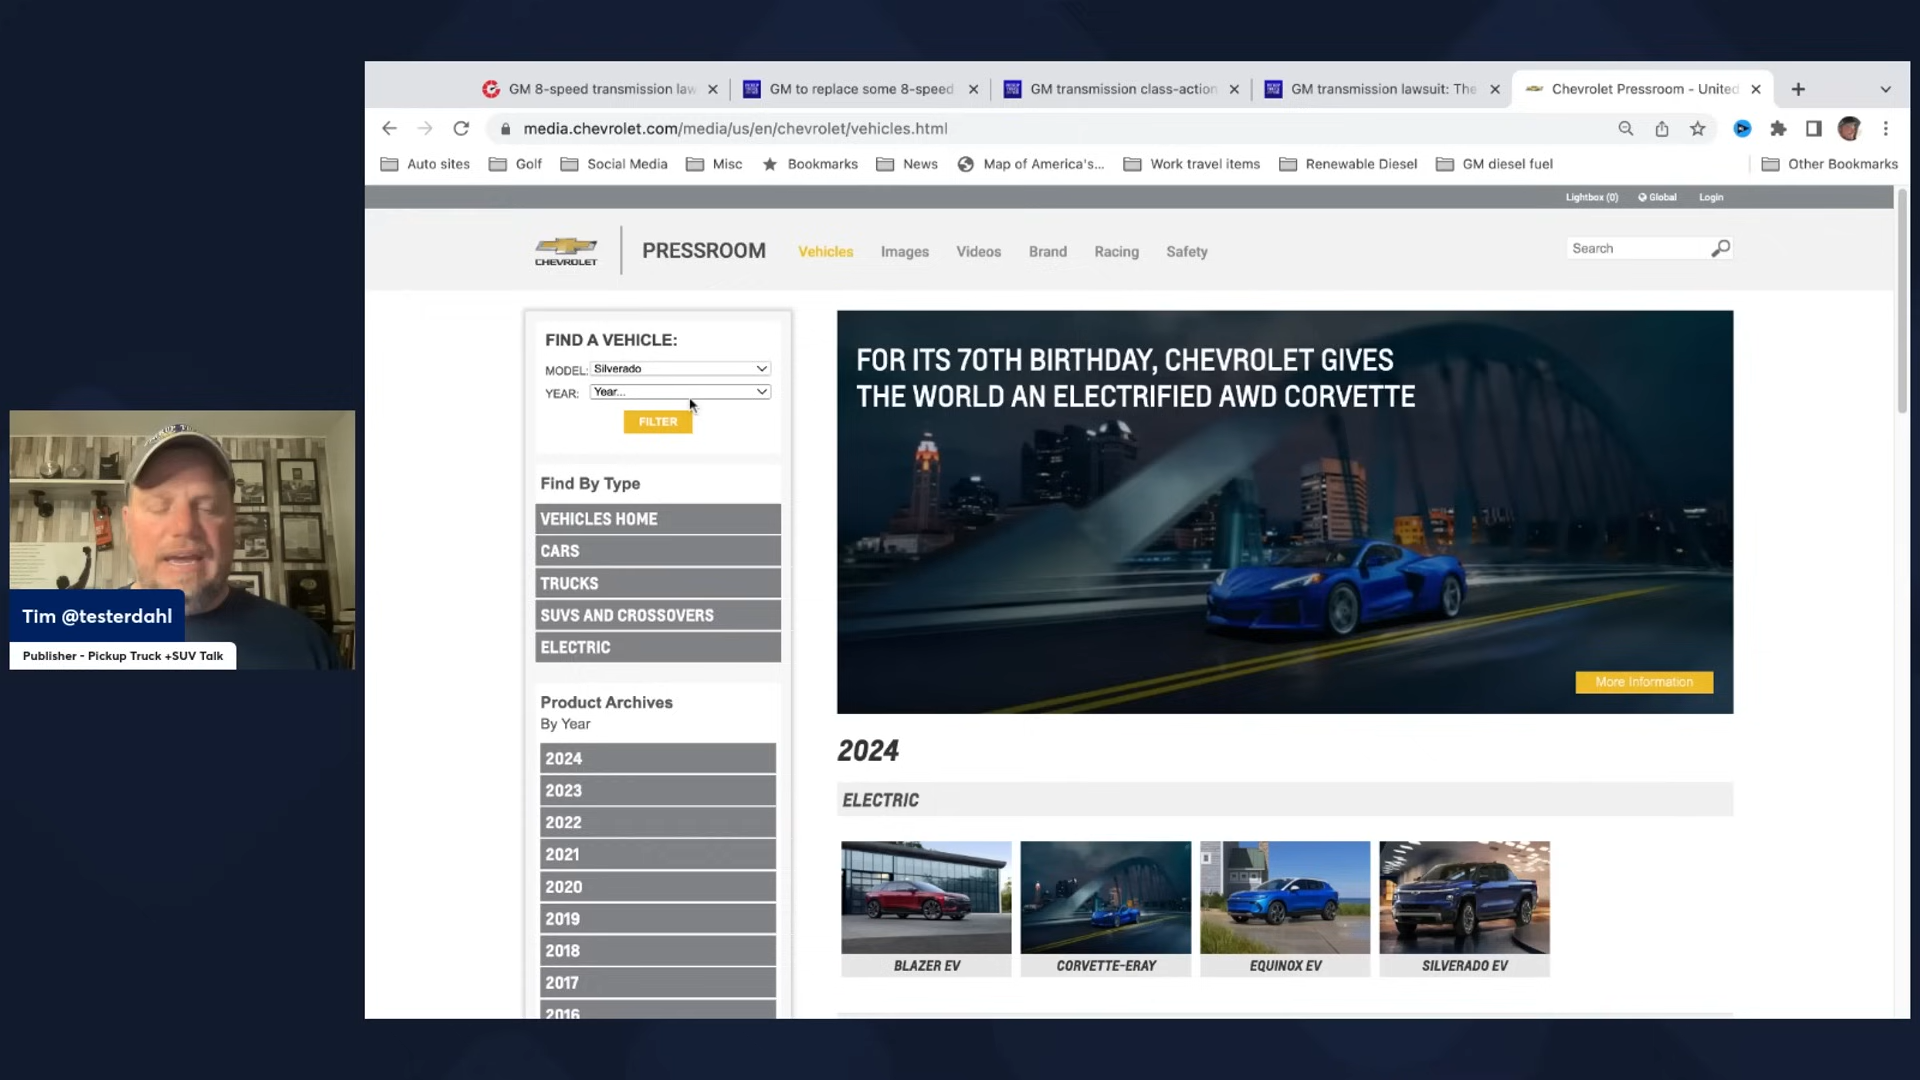 GM 8-speed transmission law
GM to replace some 8-speed
GM transmission class-action
GM transmission lawsuit: The
Chevrolet Pressroom - United
media.chevrolet.com/media/us/en/chevrolet/vehicles.html
Auto sites
Golf
Social Media
Misc
Bookmarks
News
Map of America's...
Work travel items
Renewable Diesel
GM diesel fuel
Other Bookmarks
Lightbox (0)
Global
Login
CHEVROLET
PRESSROOM
Vehicles
Images
Videos
Brand
Racing
Safety
Search
FIND A VEHICLE:
MODEL: Silverado
YEAR: Year...
FILTER
Find By Type
VEHICLES HOME
CARS
TRUCKS
SUVS AND CROSSOVERS
ELECTRIC
Product Archives
By Year
2024
2023
2022
2021
2020
2019
2018
2017
2016
FOR ITS 70TH BIRTHDAY, CHEVROLET GIVES
THE WORLD AN ELECTRIFIED AWD CORVETTE
More Information
2024
ELECTRIC
BLAZER EV
CORVETTE-ERAY
EQUINOX EV
SILVERADO EV
Tim @testerdahl
Publisher - Pickup Truck +SUV Talk